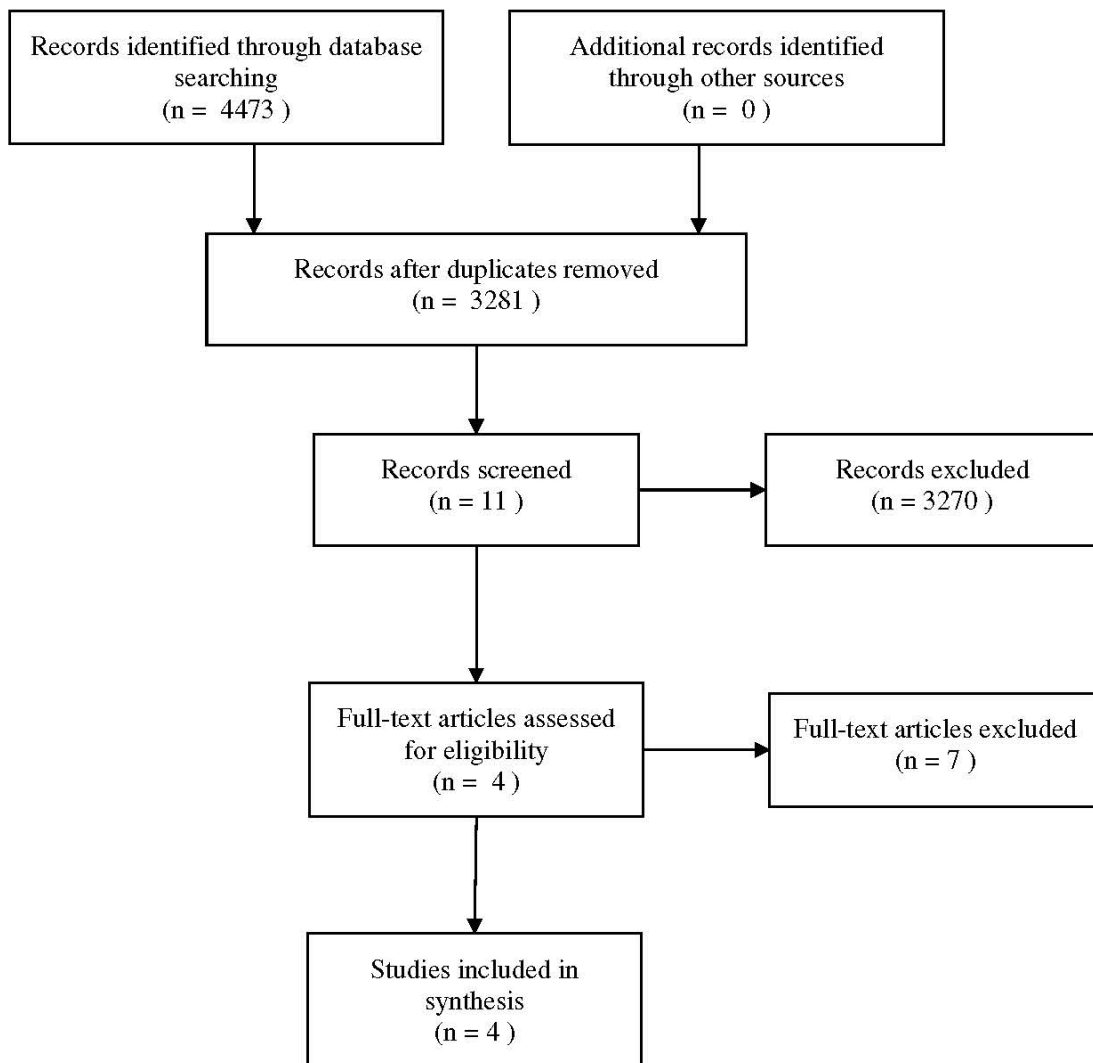 Records identified through database
searching
(n =  4473 )
Additional records identified
through other sources
(n =  0 )
Records after duplicates removed
(n =  3281 )
Records screened
(n = 11 )
Records excluded
(n = 3270 )
Full-text articles assessed
for eligibility
(n =  4 )
Full-text articles excluded
(n = 7 )
Studies included in
synthesis
(n = 4 )